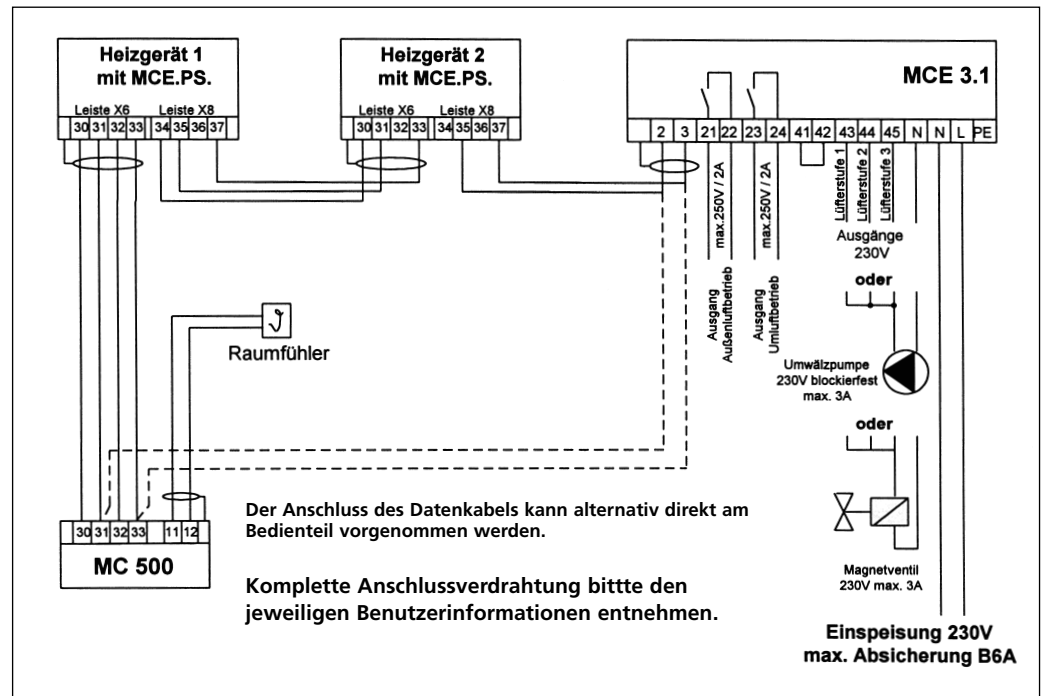 Heizgerät 1
mit MCE.PS.
Leiste X6 Leiste X8
30 31 32 33 34 35 36 37
Heizgerät 2
mit MCE.PS.
Leiste X6 Leiste X8
30 31 32 33 34 35 36 37
MCE 3.1
2 3 21 22 23 24 41 42 43 44 45 N N L PE
max.250V / 2A
max.250V / 2A
Lüfterstufe 1
Lüfterstufe 2
Lüfterstufe 3
Ausgänge
230V
oder
Ausgang
Außenluftbetrieb
Ausgang
Umluftbetrieb
Raumfühler
Umwälzpumpe
230V blockierfest
max. 3A
oder
30 31 32 33 11 12
MC 500
Der Anschluss des Datenkabels kann alternativ direkt am
Bedienteil vorgenommen werden.
Komplette Anschlussverdrahtung bittte den
jeweiligen Benutzerinformationen entnehmen.
Magnetventil
230V max. 3A
Einspeisung 230V
max. Absicherung B6A